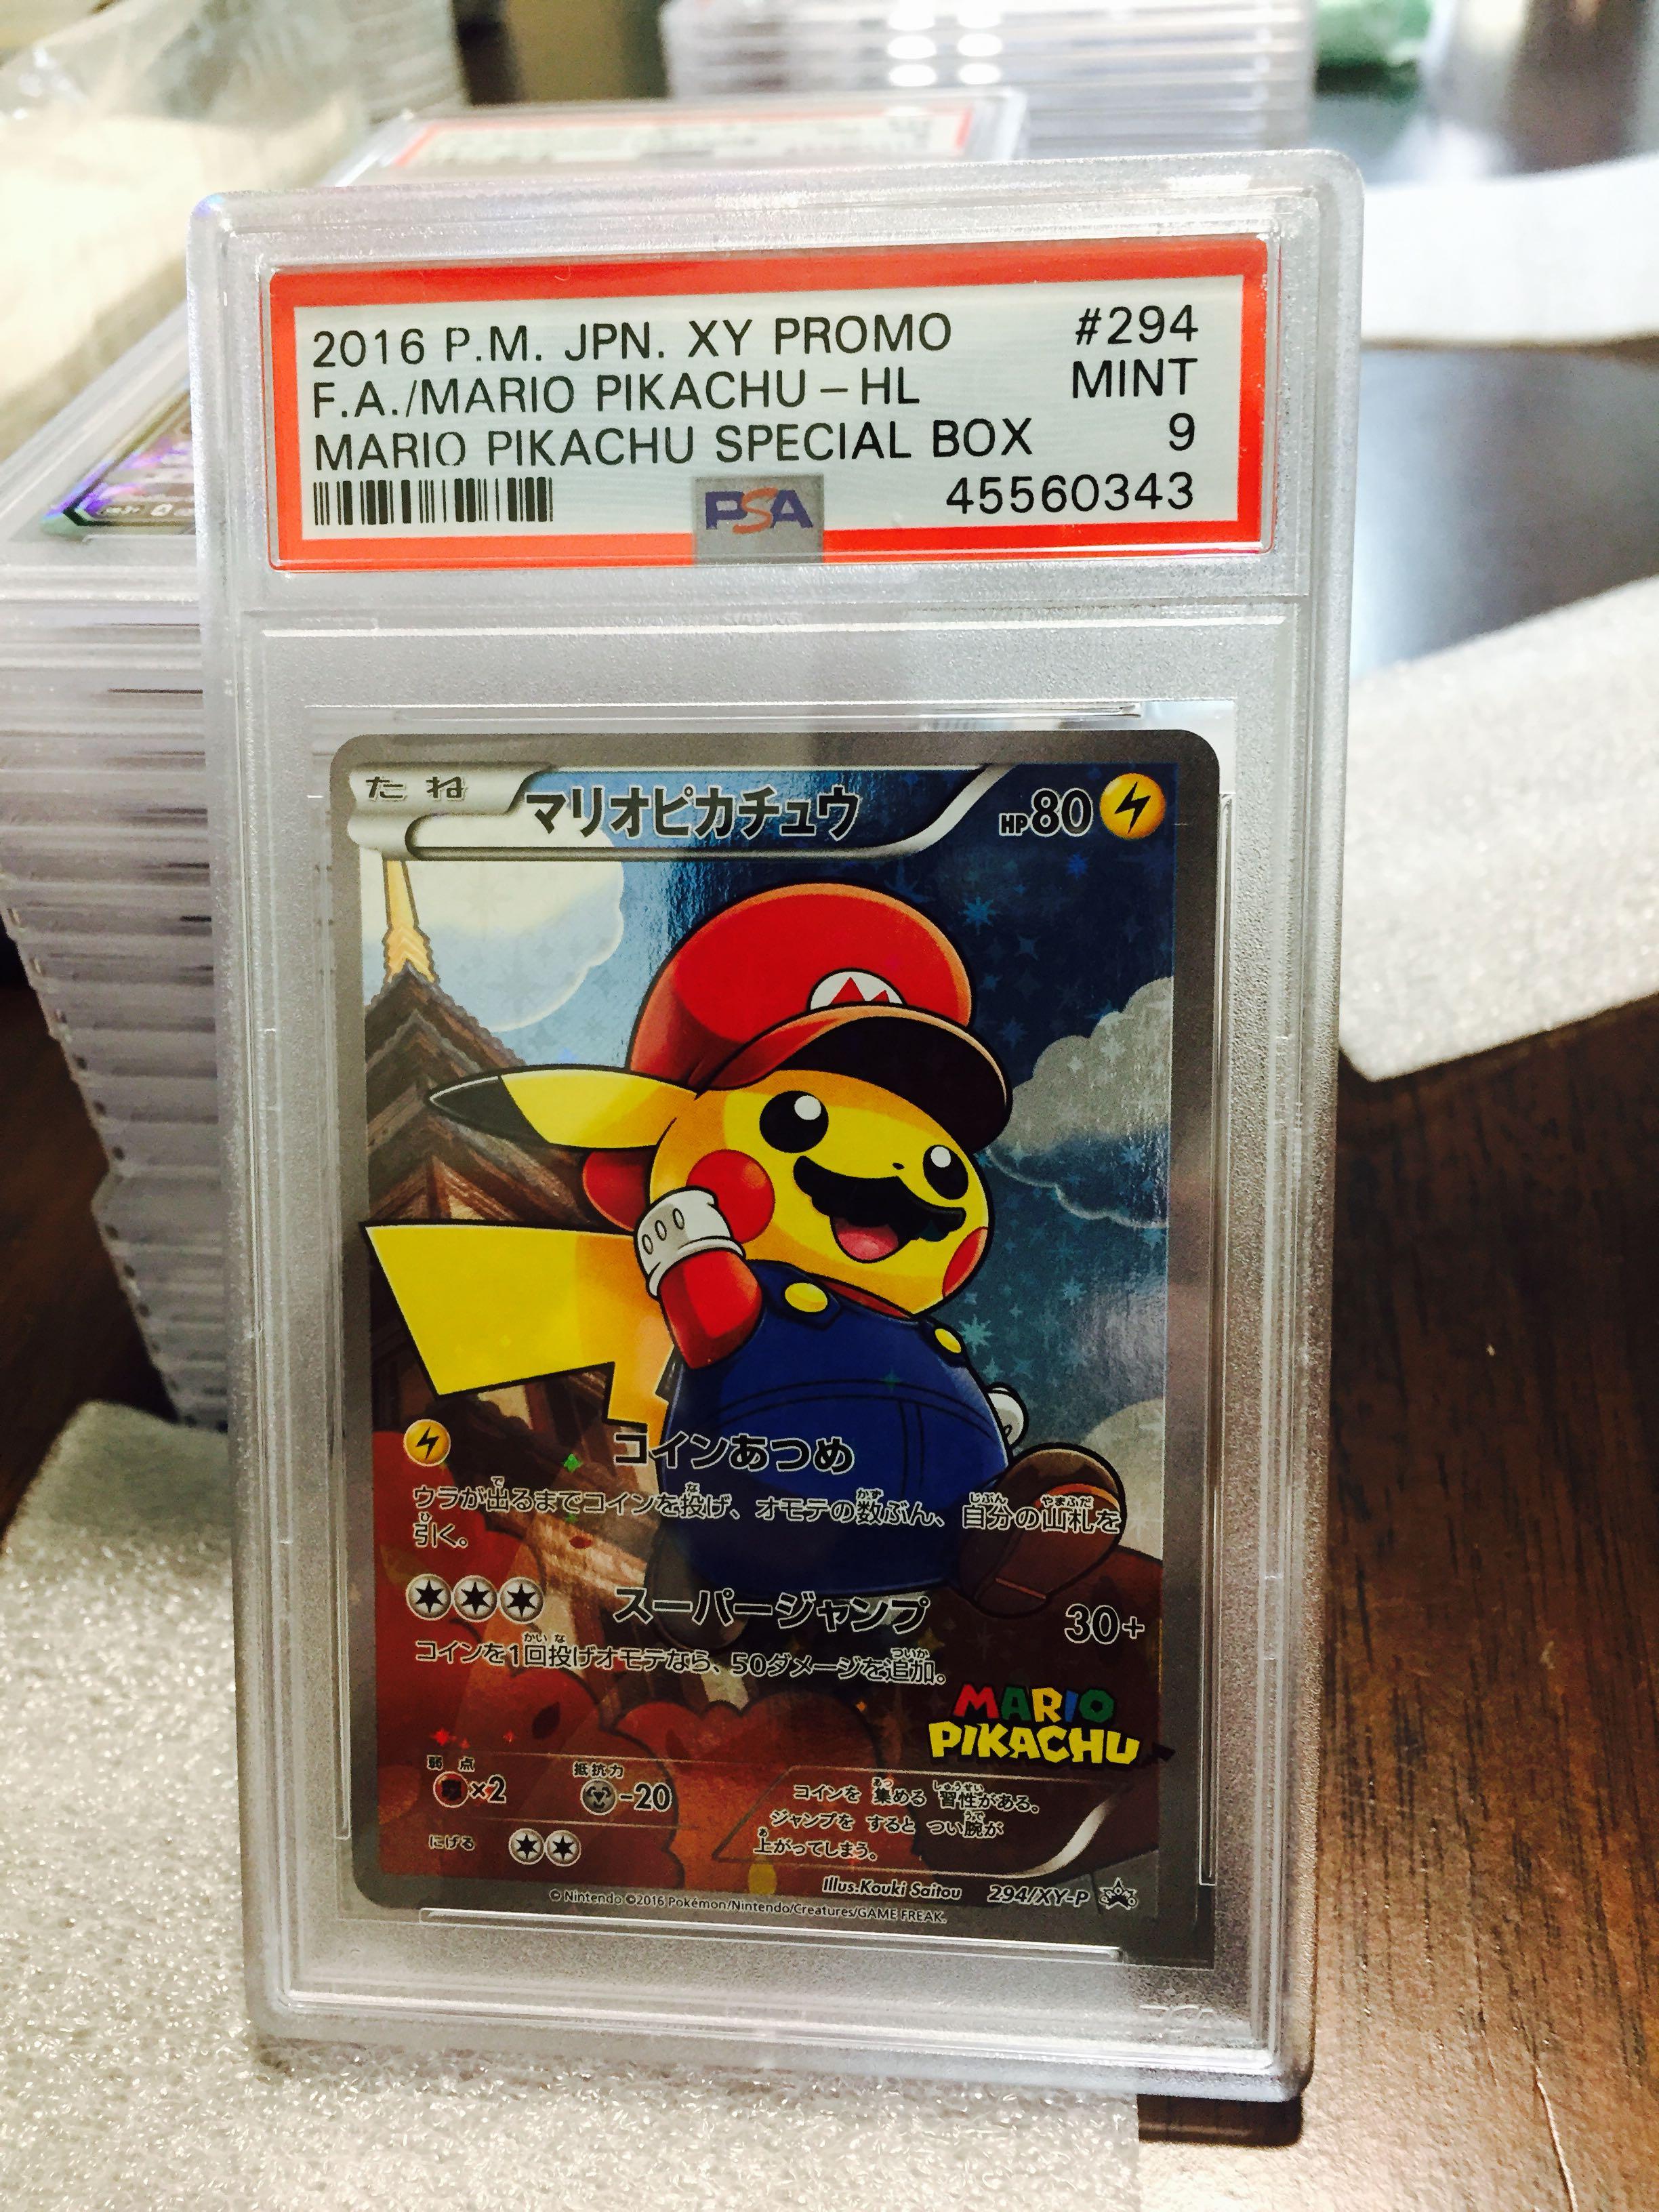 2016 P.M. JPN. XY PROMO #294
F.A./MARIO PIKACHU - HL MINT
MARIO PIKACHU SPECIAL BOX 9
PSA 45560343
たね マリオピカチュウ HP80
M
コインあつめ
ウラが出るまでコインを投げ、オモテの数ぶん、自分の山札を
引く。
スーパージャンプ 30+
コインを1回投げオモテなら、50ダメージを追加。
MARIO
PIKACHU
弱点 抵抗力
×2 -20
コインを 集める 習性がある。
ジャンプを すると つい腕が
にげる
上がってしまう。
Illus.Kouki Saitou 294/XY-P
© Nintendo ©2016 Pokémon/Nintendo/Creatures/GAME FREAK.